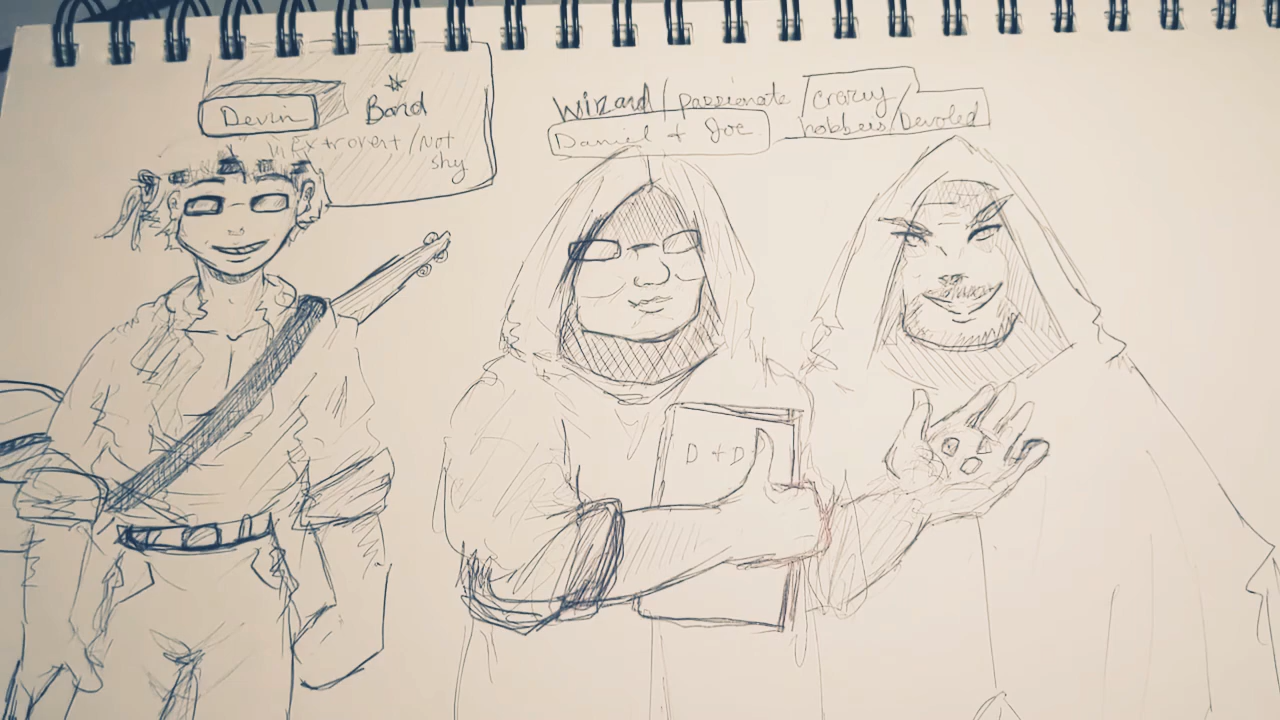 Devin
Bard
Extrovert/Not
shy
Wizard/passionate
Daniel + Joe
crazy/
hobbies/Devoted
D + D